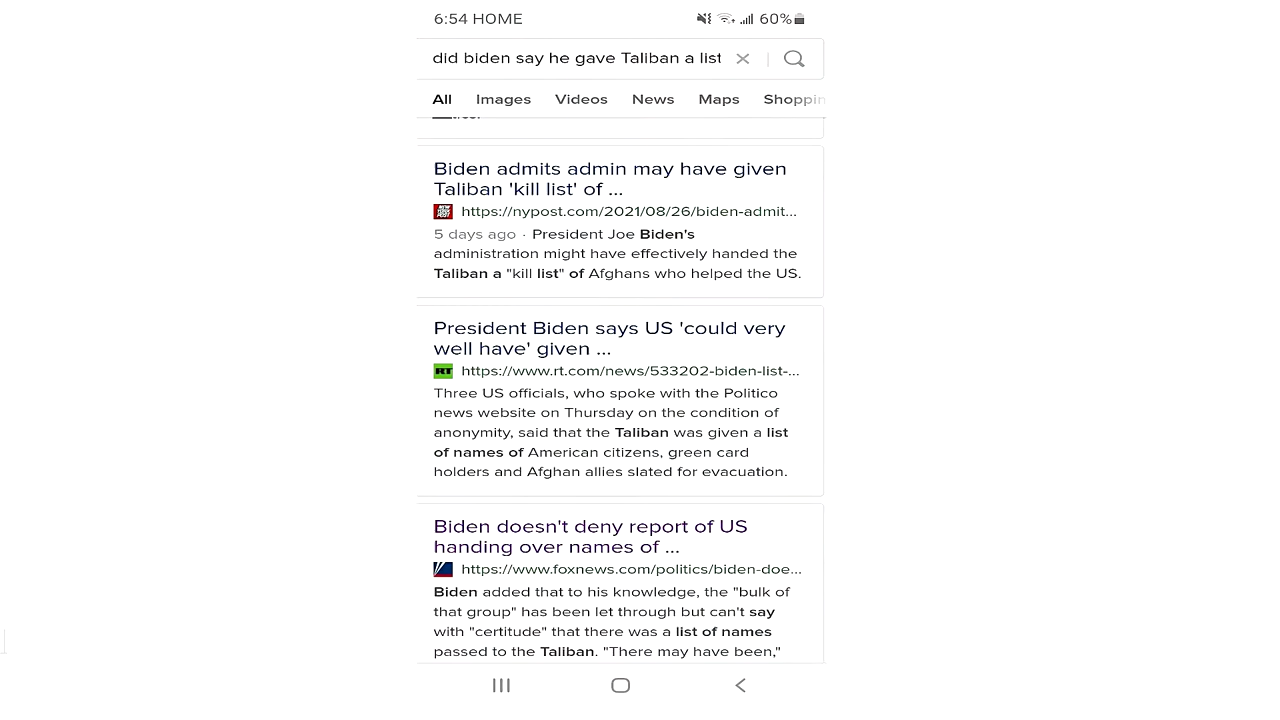 6:54 HOME 60%
did biden say he gave Taliban a list
All Images Videos News Maps Shoppin
Biden admits admin may have given
Taliban 'kill list' of ...
https://nypost.com/2021/08/26/biden-admit...
5 days ago · President Joe Biden's
administration might have effectively handed the
Taliban a "kill list" of Afghans who helped the US.
President Biden says US 'could very
well have' given ...
RT https://www.rt.com/news/533202-biden-list-...
Three US officials, who spoke with the Politico
news website on Thursday on the condition of
anonymity, said that the Taliban was given a list
of names of American citizens, green card
holders and Afghan allies slated for evacuation.
Biden doesn't deny report of US
handing over names of ...
https://www.foxnews.com/politics/biden-doe...
Biden added that to his knowledge, the "bulk of
that group" has been let through but can't say
with "certitude" that there was a list of names
passed to the Taliban. "There may have been,"